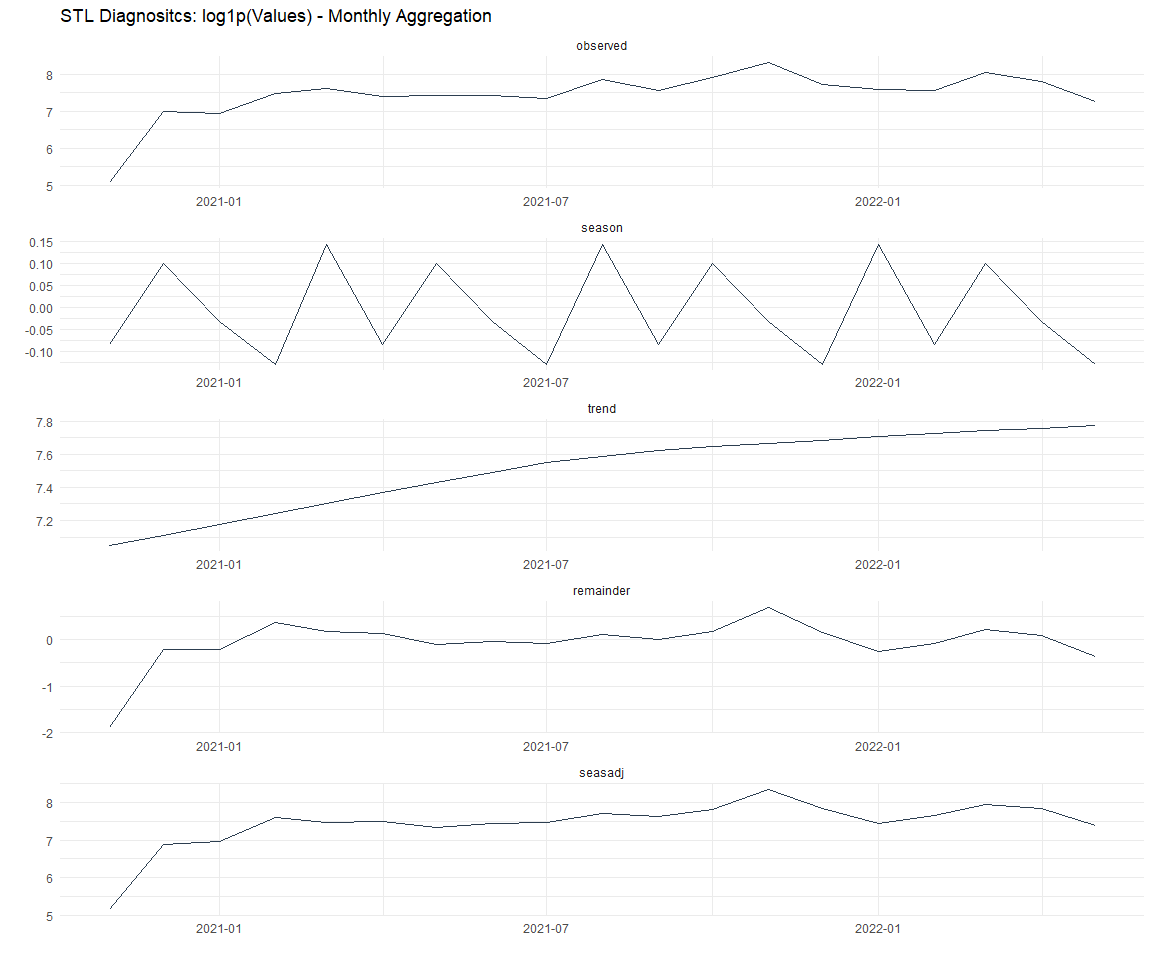 STL Diagnositcs: log1p(Values) - Monthly Aggregation
observed
8
7
6
5
2021-01 2021-07 2022-01
season
0.15
0.10
0.05
0.00
-0.05
-0.10
2021-01 2021-07 2022-01
trend
7.8
7.6
7.4
7.2
2021-01 2021-07 2022-01
remainder
0
-1
-2
2021-01 2021-07 2022-01
seasadj
8
7
6
5
2021-01 2021-07 2022-01